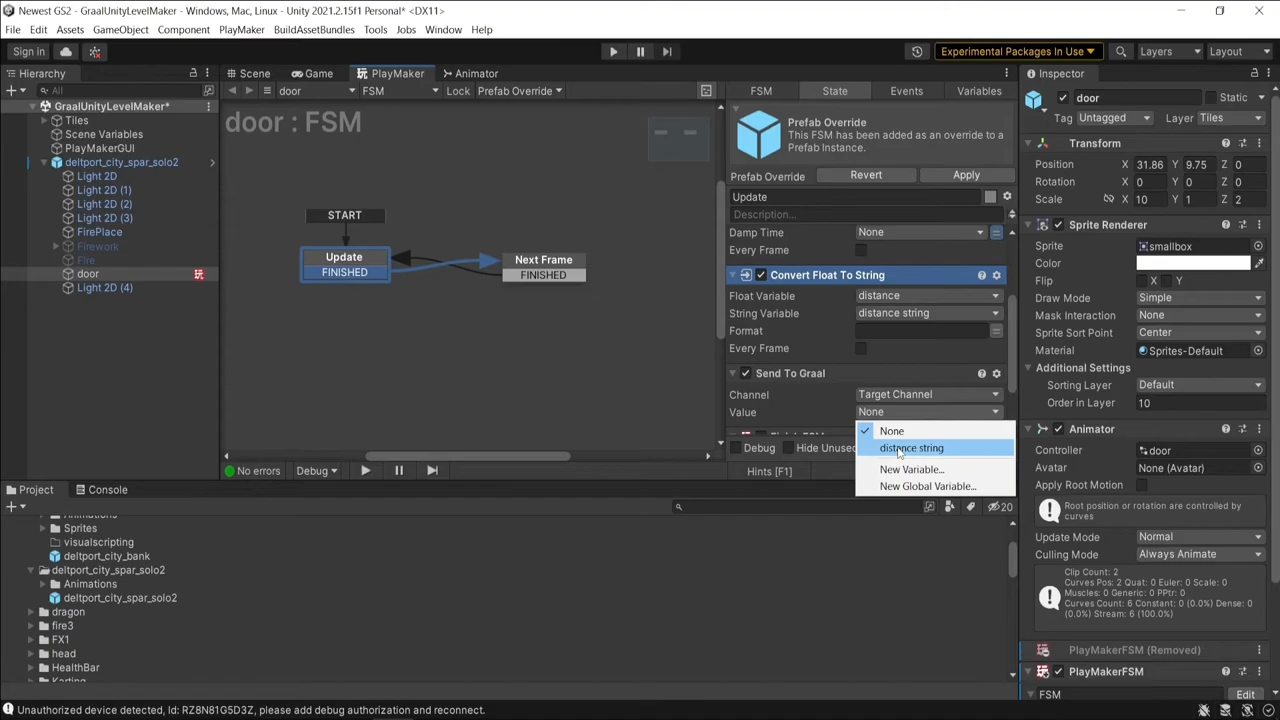 Newest GS2 - GraalUnityLevelMaker - Windows, Mac, Linux - Unity 2021.2.15f1 Personal* <DX11>
File Edit Assets GameObject Component PlayMaker BuildAssetBundles Tools Jobs Window Help
Sign in Experimental Packages In Use Layers Layout
Hierarchy
All
GraalUnityLevelMaker*
Tiles
Scene Variables
PlayMakerGUI
deltport_city_spar_solo2
Light 2D
Light 2D (1)
Light 2D (2)
Light 2D (3)
FirePlace
Firework
Fire
door
Light 2D (4)
Scene Game PlayMaker Animator
door FSM Lock Prefab Override
door : FSM
START
Update
FINISHED
Next Frame
FINISHED
No errors Debug
FSM State Events Variables
Prefab Override
This FSM has been added as an override to a
Prefab Instance.
Prefab Override Revert Apply
Update
Description...
Damp Time None
Every Frame
Convert Float To String
Float Variable distance
String Variable distance string
Format
Every Frame
Send To Graal
Channel Target Channel
Value None
None
distance string
New Variable...
New Global Variable...
Debug Hide Unused
Hints [F1]
Inspector
door Static
Tag Untagged Layer Tiles
Transform
Position X 31.86 Y 9.75 Z 0
Rotation X 0 Y 0 Z 0
Scale X 10 Y 1 Z 2
Sprite Renderer
Sprite smallbox
Color
Flip X Y
Draw Mode Simple
Mask Interaction None
Sprite Sort Point Center
Material Sprites-Default
Additional Settings
Sorting Layer Default
Order in Layer 10
Animator
Controller door
Avatar None (Avatar)
Apply Root Motion
Root position or rotation are controlled by
curves
Update Mode Normal
Culling Mode Always Animate
Clip Count: 2
Curves Pos: 2 Quat: 0 Euler: 0 Scale: 0
Muscles: 0 Generic: 0 PPtr: 0
Curves Count: 6 Constant: 0 (0.0%) Dense: 0
(0.0%) Stream: 6 (100.0%)
PlayMakerFSM (Removed)
PlayMakerFSM
FSM Edit
Project Console
20
Sprites
visualscripting
deltport_city_bank
deltport_city_spar_solo2
Animations
deltport_city_spar_solo2
dragon
fire3
FX1
head
HealthBar
Karting
Unauthorized device detected, Id: RZ8N81G5D3Z, please add debug authorization and reconnect.